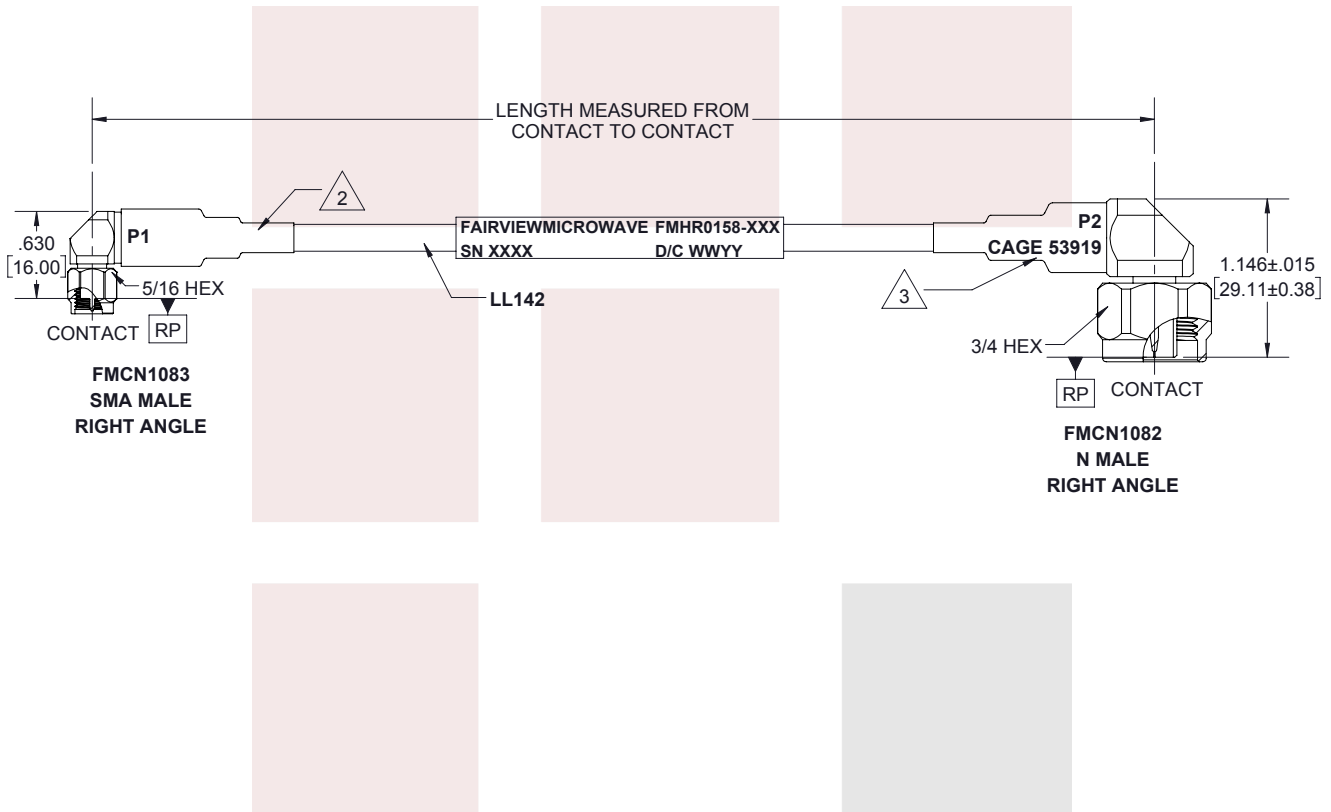 LENGTH MEASURED FROM
CONTACT TO CONTACT
2
.630
[16.00]
P1
5/16 HEX
CONTACT
RP
FMCN1083
SMA MALE
RIGHT ANGLE
FAIRVIEWMICROWAVE FMHR0158-XXX
SN XXXX D/C WWYY
LL142
P2
CAGE 53919
3
1.146±.015
[29.11±0.38]
3/4 HEX
RP
CONTACT
FMCN1082
N MALE
RIGHT ANGLE